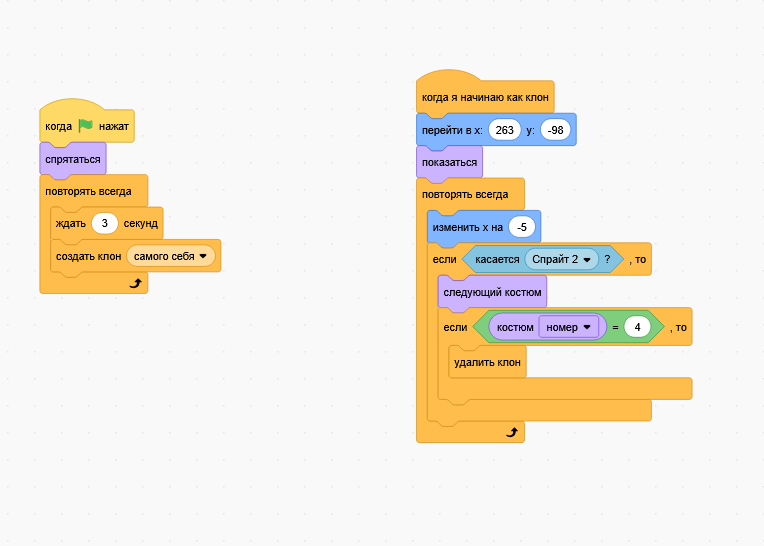 когда нажат
спрятаться
повторять всегда
ждать 3 секунд
создать клон самого себя
когда я начинаю как клон
перейти в x: 263 y: -98
показаться
повторять всегда
изменить x на -5
если касается Спрайт 2 ? , то
следующий костюм
если костюм номер = 4 , то
удалить клон